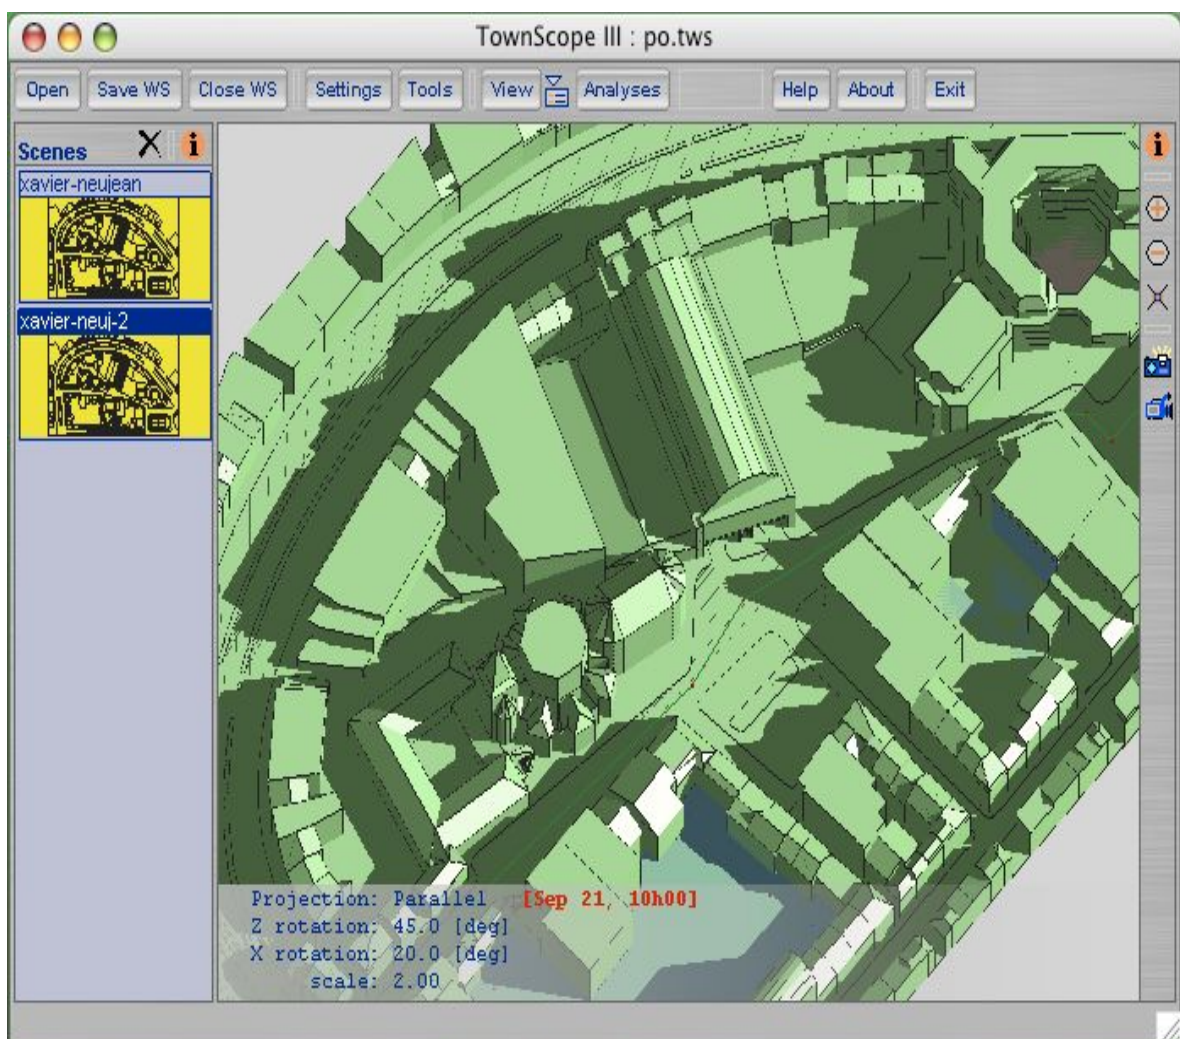 TownScope III : po.tws
Open Save WS Close WS Settings Tools View Analyses Help About Exit
Scenes
xavier-neujean
xavier-neuj-2
Projection: Parallel [Sep 21, 10h00]
Z rotation: 45.0 [deg]
X rotation: 20.0 [deg]
scale: 2.00